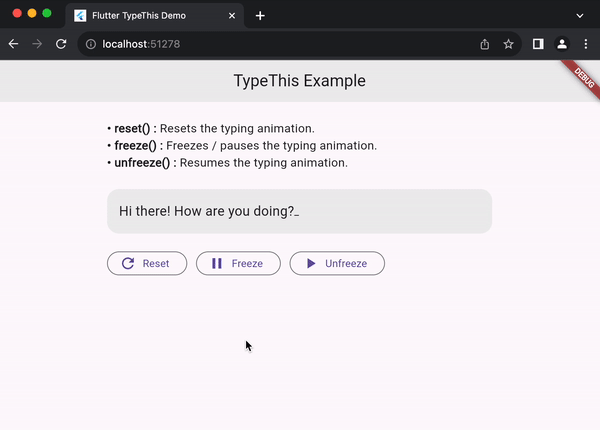 Flutter TypeThis Demo
localhost:51278
DEBUG
TypeThis Example
• reset() : Resets the typing animation.
• freeze() : Freezes / pauses the typing animation.
• unfreeze() : Resumes the typing animation.
Hi there! How are you doing?_
Reset Freeze Unfreeze